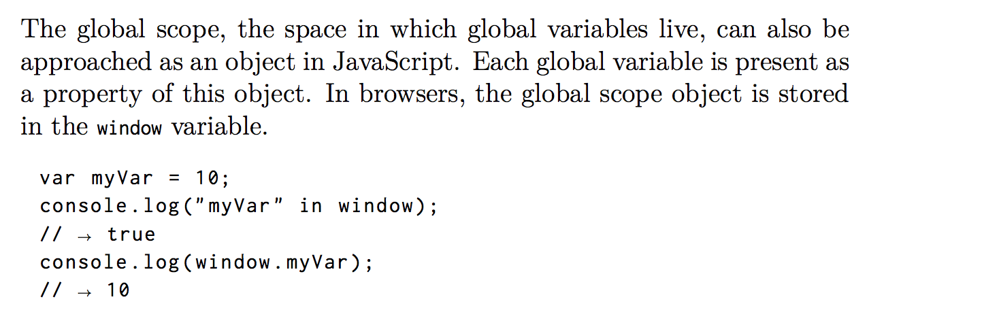 The global scope, the space in which global variables live, can also be
approached as an object in JavaScript. Each global variable is present as
a property of this object. In browsers, the global scope object is stored
in the window variable.
var myVar = 10;
console.log("myVar" in window);
// → true
console.log(window.myVar);
// → 10